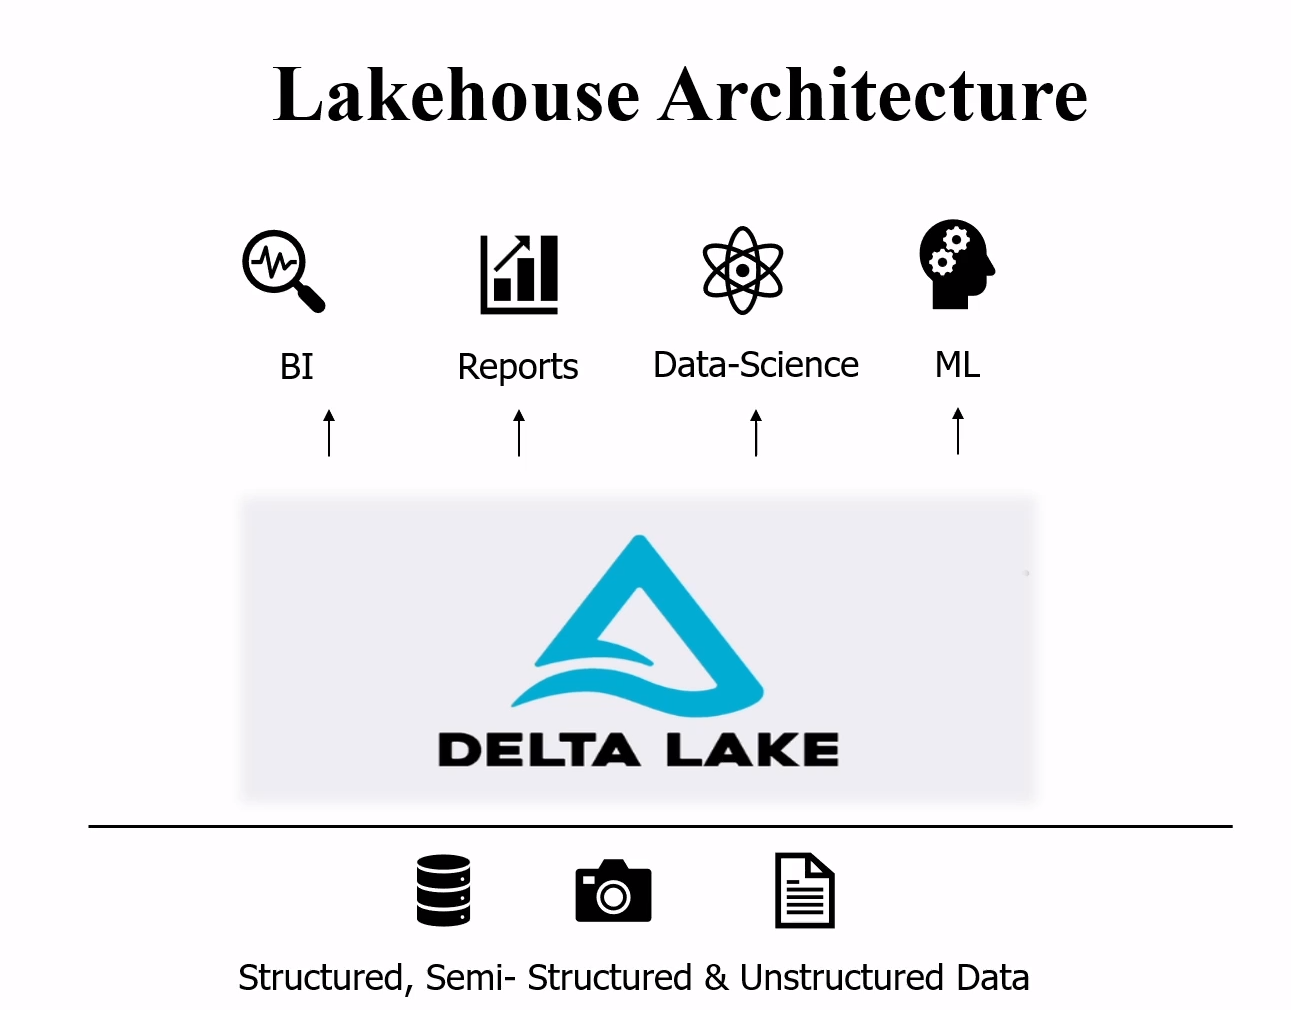 Lakehouse Architecture
BI
Reports
Data-Science
ML
DELTA LAKE
Structured, Semi- Structured & Unstructured Data